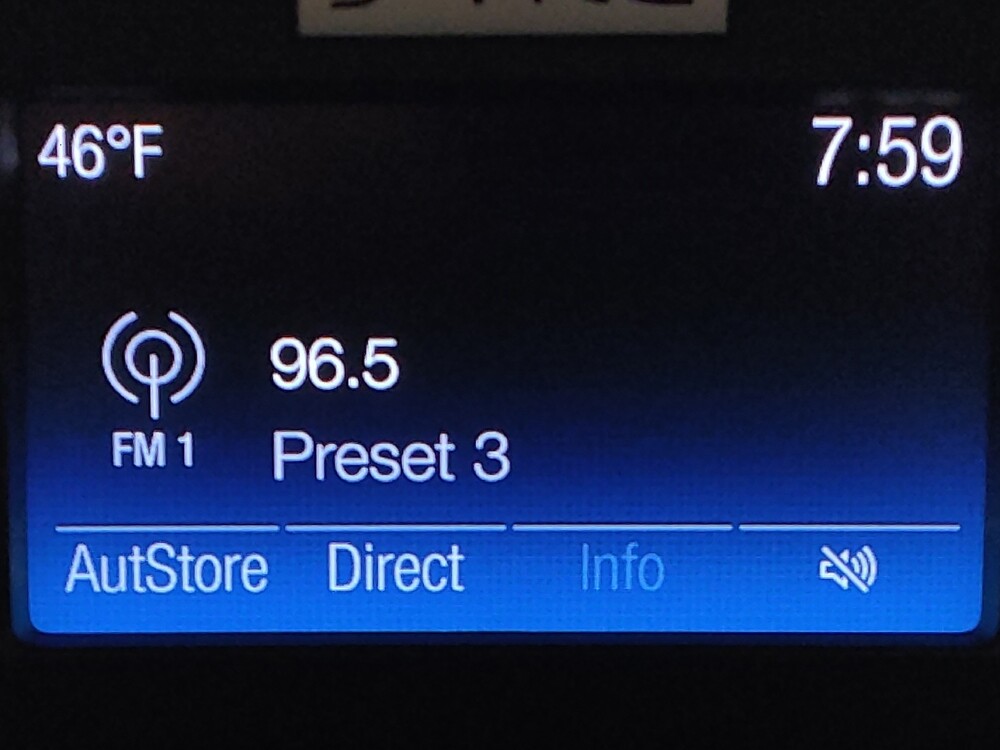 46°F
7:59
96.5
FM 1
Preset 3
AutStore
Direct
Info